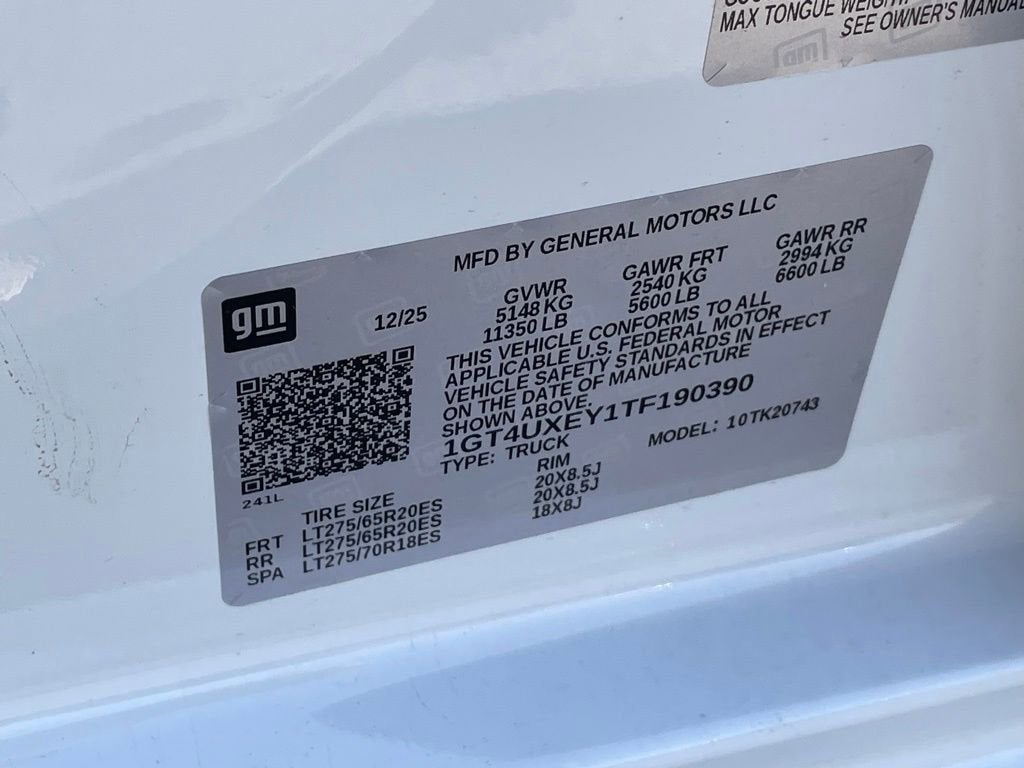 MAX TONGUE WEIGHT
SEE OWNER'S MANUAL
gm
MFD BY GENERAL MOTORS LLC
gm
12/25
GVWR
5148 KG
11350 LB
GAWR FRT
2540 KG
5600 LB
GAWR RR
2994 KG
6600 LB
THIS VEHICLE CONFORMS TO ALL
APPLICABLE U.S. FEDERAL MOTOR
VEHICLE SAFETY STANDARDS IN EFFECT
ON THE DATE OF MANUFACTURE
SHOWN ABOVE.
1GT4UXEY1TF190390
TYPE: TRUCK
MODEL: 10TK20743
241L
TIRE SIZE RIM
FRT LT275/65R20ES 20X8.5J
RR LT275/65R20ES 20X8.5J
SPA LT275/70R18ES 18X8J